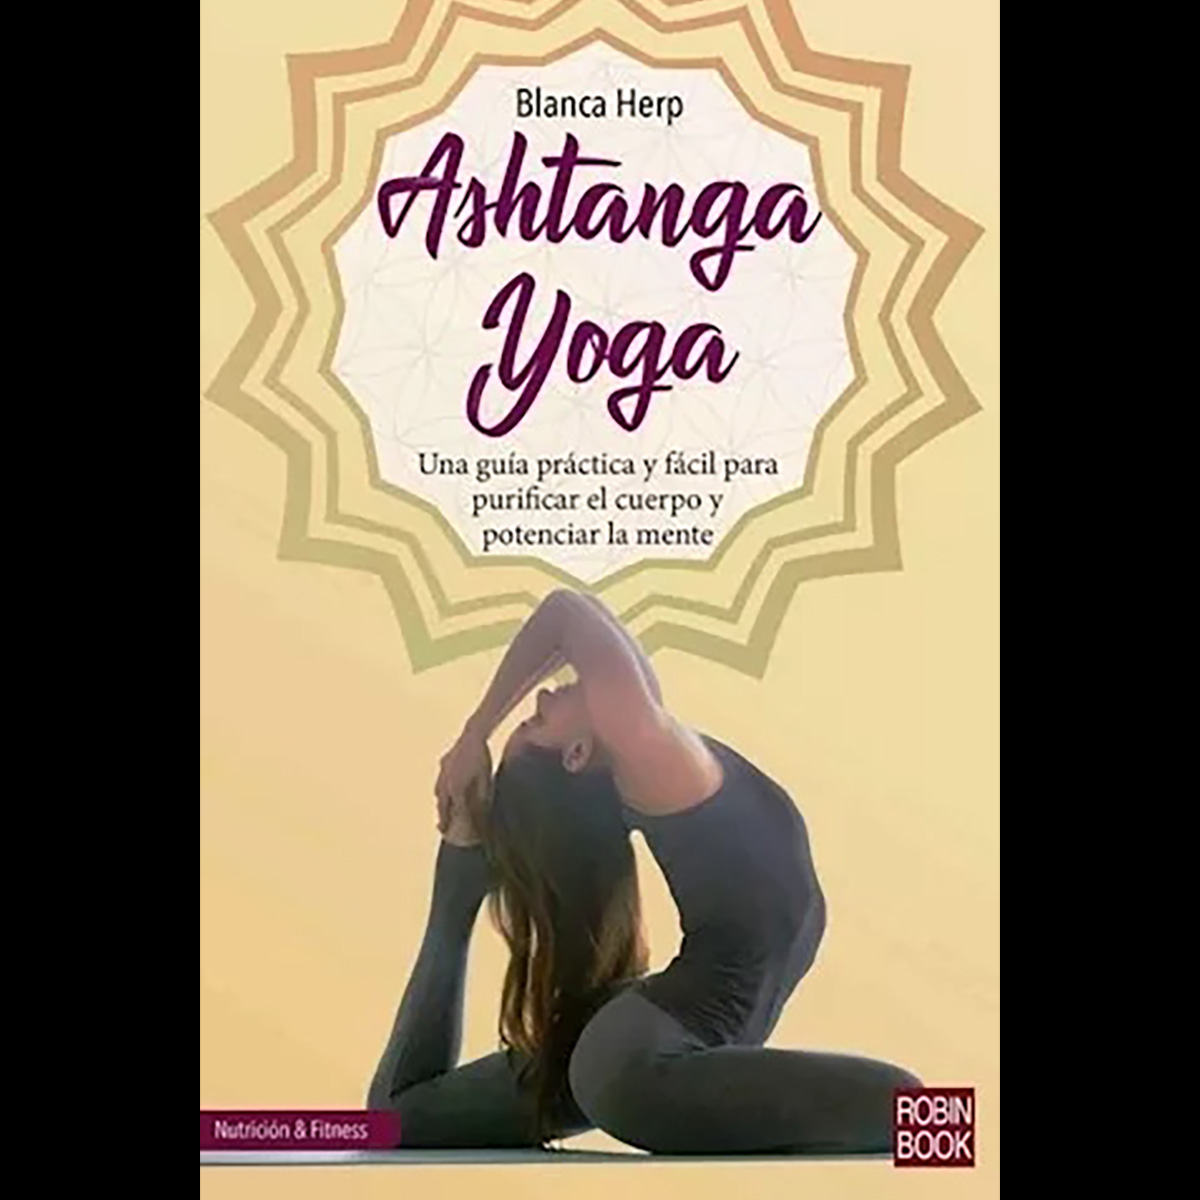 Blanca Herp
Ashtanga
Yoga
Una guía práctica y fácil para
purificar el cuerpo y
potenciar la mente
Nutrición & Fitness
ROBIN
BOOK